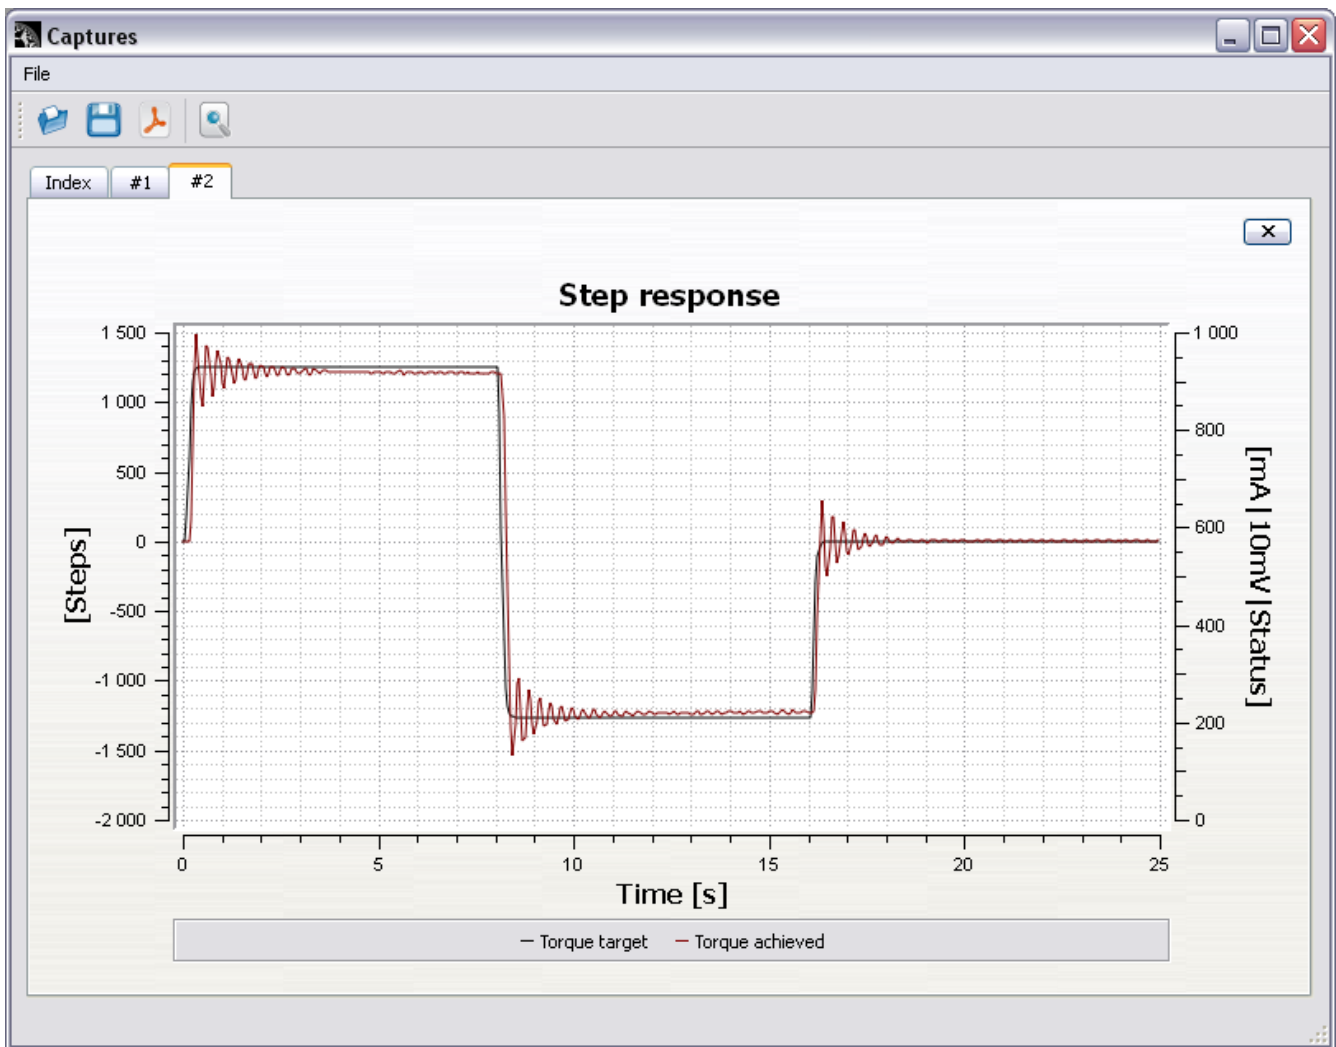 Captures
File
Index #1 #2
Step response
1 500
1 000
500
0
-500
-1 000
-1 500
-2 000
[Steps]
1 000
800
600
400
200
0
[mA|10mV|Status]
0 5 10 15 20 25
Time [s]
Torque target Torque achieved